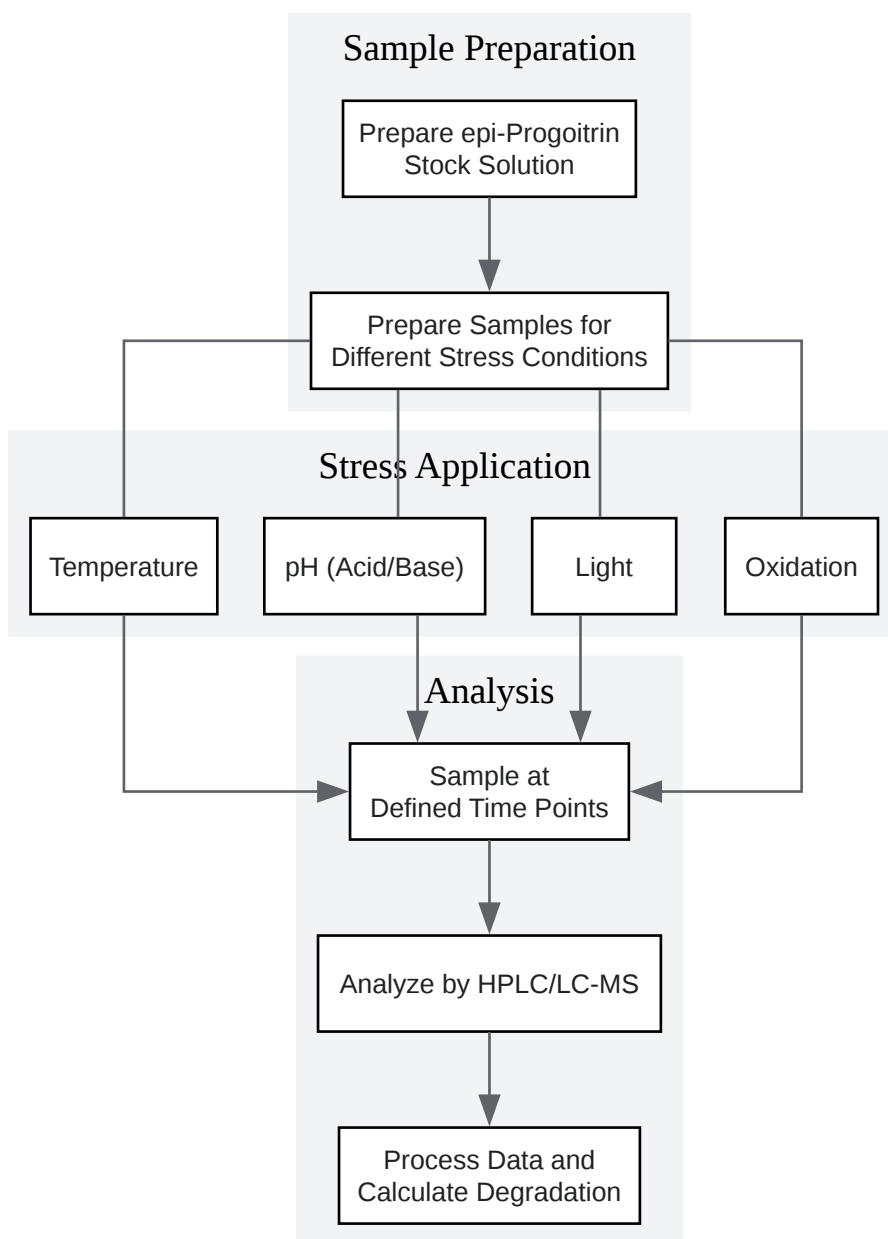 Sample Preparation
Prepare epi-Progoitrin
Stock Solution
Prepare Samples for
Different Stress Conditions
Stress Application
Temperature
pH (Acid/Base)
Light
Oxidation
Analysis
Sample at
Defined Time Points
Analyze by HPLC/LC-MS
Process Data and
Calculate Degradation